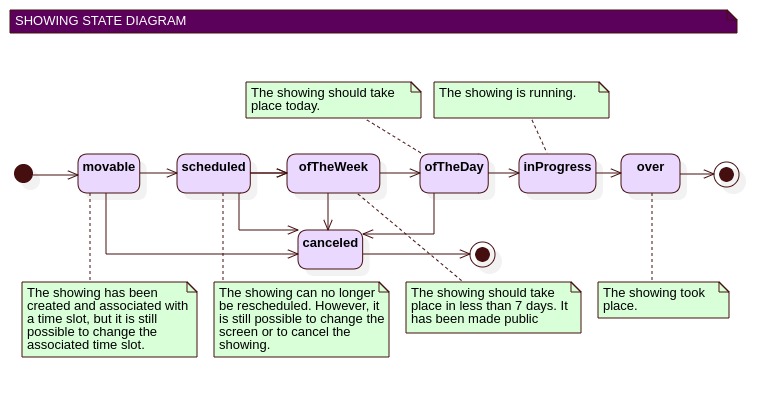 SHOWING STATE DIAGRAM
The showing should take
place today.
The showing is running.
movable
scheduled
ofTheWeek
ofTheDay
inProgress
over
canceled
The showing has been
created and associated with
a time slot, but it is still
possible to change the
associated time slot.
The showing can no longer
be rescheduled. However, it
is still possible to change the
screen or to cancel the
showing.
The showing should take
place in less than 7 days. It
has been made public
The showing took
place.